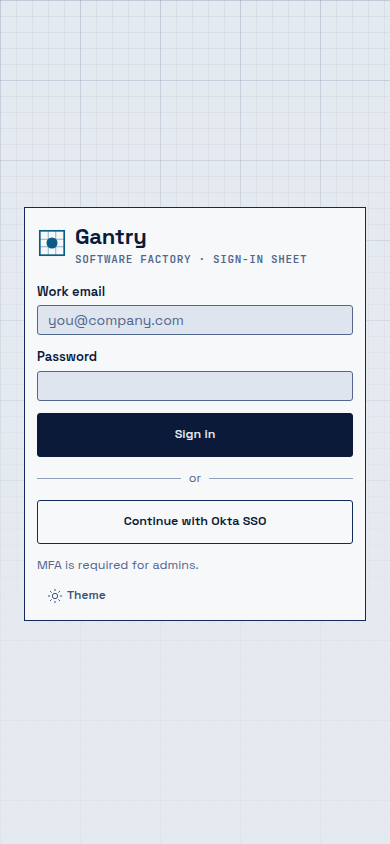 Gantry
SOFTWARE FACTORY · SIGN-IN SHEET
Work email
you@company.com
Password
Sign in
or
Continue with Okta SSO
MFA is required for admins.
Theme